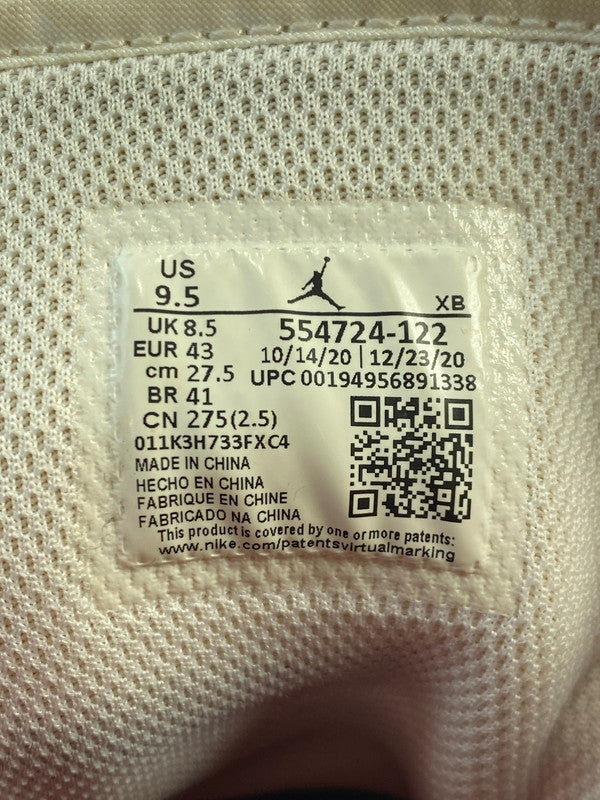 US
9.5
XB
UK 8.5
554724-122
EUR 43
10/14/20 | 12/23/20
cm 27.5
UPC 00194956891338
BR 41
CN 275(2.5)
011K3H733FXC4
MADE IN CHINA
HECHO EN CHINA
FABRIQUE EN CHINE
FABRICADO NA CHINA
This product is covered by one or more patents:
www.nike.com/patentsvirtualmarking